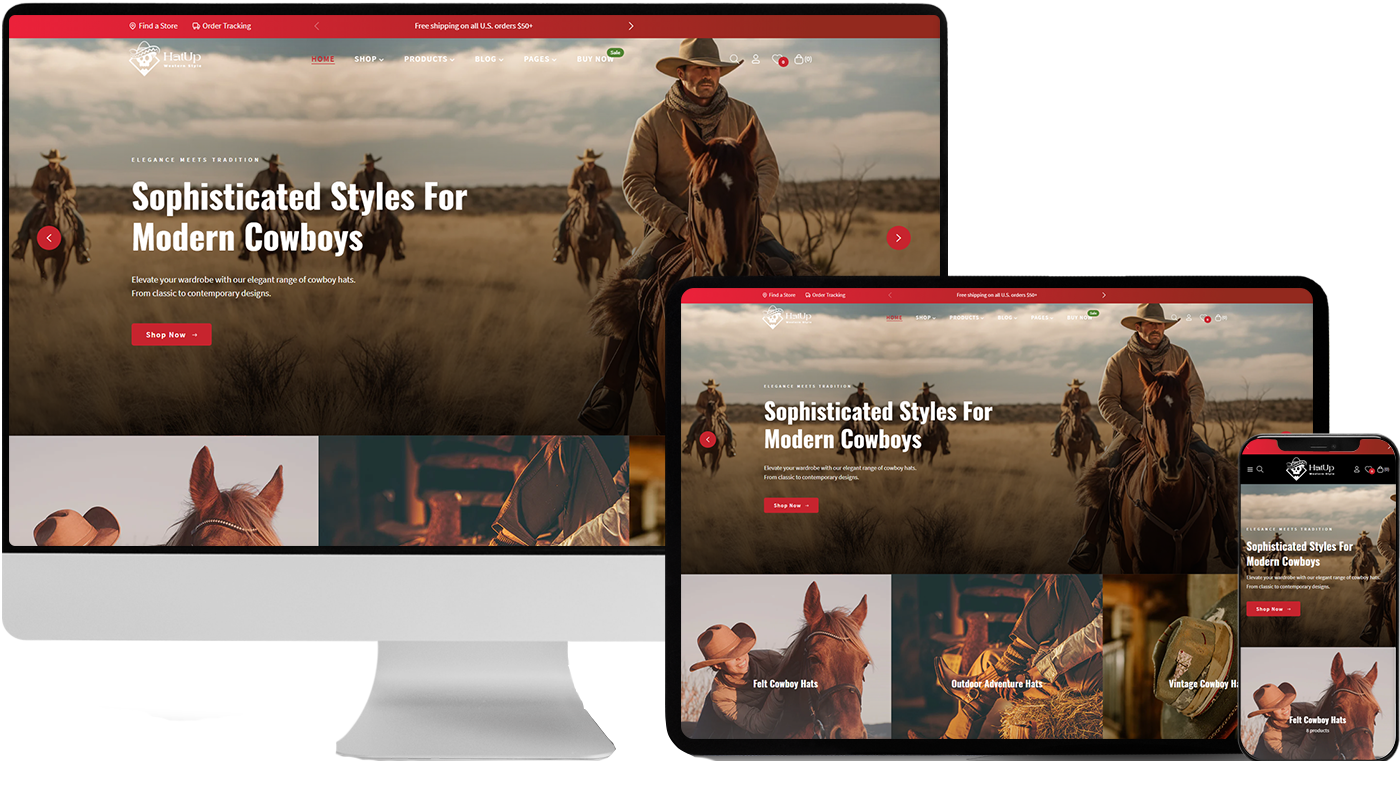 Find a Store
Order Tracking
Free shipping on all U.S. orders $50+
HatUp
Western Style
HOME
SHOP
PRODUCTS
BLOG
PAGES
BUY NOW
Sale
0
(0)
ELEGANCE MEETS TRADITION
Sophisticated Styles For
Modern Cowboys
Elevate your wardrobe with our elegant range of cowboy hats.
From classic to contemporary designs.
Shop Now →
Find a Store
Order Tracking
Free shipping on all U.S. orders $50+
HatUp
Western Style
HOME
SHOP
PRODUCTS
BLOG
PAGES
BUY NOW
Sale
0
(0)
ELEGANCE MEETS TRADITION
Sophisticated Styles For
Modern Cowboys
Elevate your wardrobe with our elegant range of cowboy hats.
From classic to contemporary designs.
Shop Now →
Felt Cowboy Hats
Outdoor Adventure Hats
Vintage Cowboy Ha
HatUp
Western Style
0
(0)
ELEGANCE MEETS TRADITION
Sophisticated Styles For
Modern Cowboys
Elevate your wardrobe with our elegant range of cowboy hats.
From classic to contemporary designs.
Shop Now →
Felt Cowboy Hats
8 products